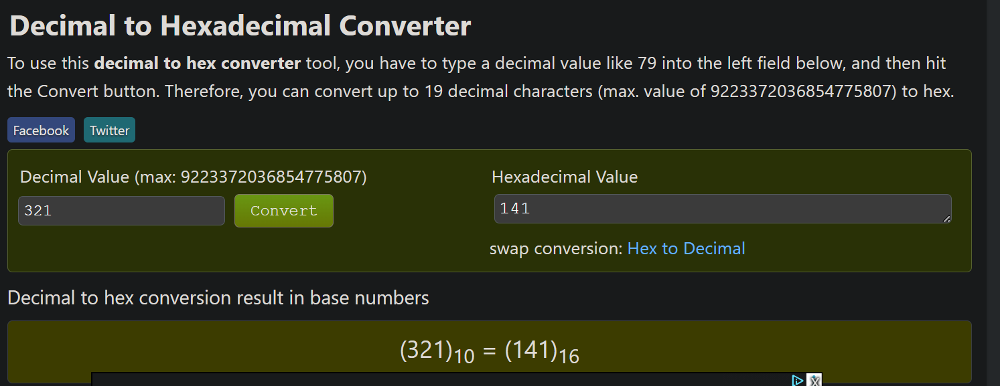 Decimal to Hexadecimal Converter
To use this decimal to hex converter tool, you have to type a decimal value like 79 into the left field below, and then hit
the Convert button. Therefore, you can convert up to 19 decimal characters (max. value of 9223372036854775807) to hex.
Facebook Twitter
Decimal Value (max: 9223372036854775807) Hexadecimal Value
321 Convert 141
swap conversion: Hex to Decimal
Decimal to hex conversion result in base numbers
(321)10 = (141)16